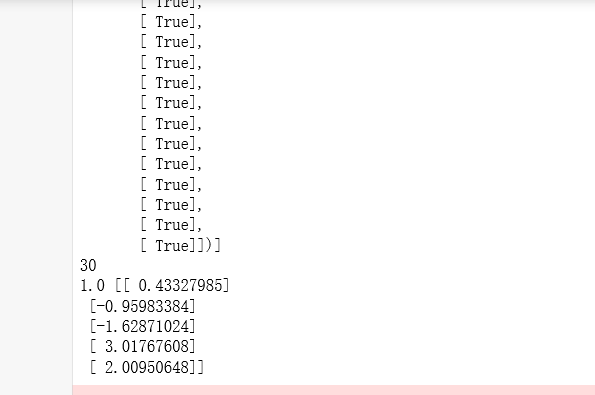 [ True],
[ True],
[ True],
[ True],
[ True],
[ True],
[ True],
[ True],
[ True],
[ True],
[ True],
[ True],
[ True]])]
30
1.0 [[ 0.43327985]
[-0.95983384]
[-1.62871024]
[ 3.01767608]
[ 2.00950648]]